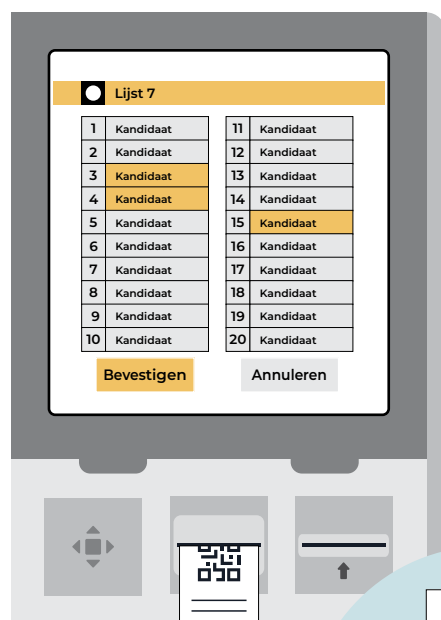 Lijst 7
1 Kandidaat
2 Kandidaat
3 Kandidaat
4 Kandidaat
5 Kandidaat
6 Kandidaat
7 Kandidaat
8 Kandidaat
9 Kandidaat
10 Kandidaat
11 Kandidaat
12 Kandidaat
13 Kandidaat
14 Kandidaat
15 Kandidaat
16 Kandidaat
17 Kandidaat
18 Kandidaat
19 Kandidaat
20 Kandidaat
Bevestigen
Annuleren